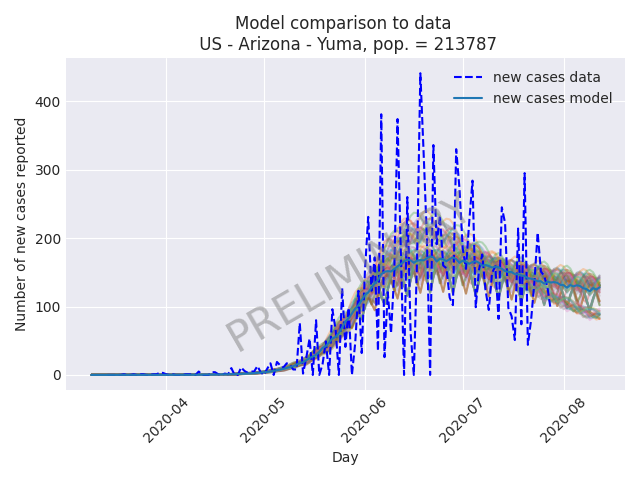 Model comparison to data
US - Arizona - Yuma, pop. = 213787
new cases data
new cases model
Number of new cases reported
400
300
200
100
0
PRELIMINARY
2020-04
2020-05
2020-06
2020-07
2020-08
Day